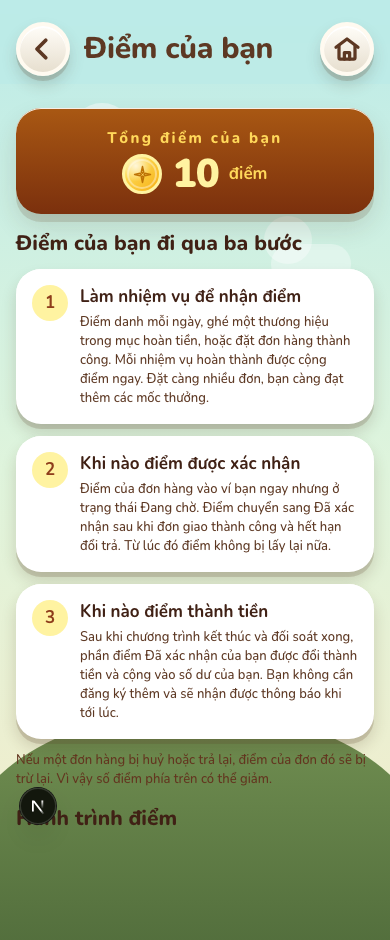 Điểm của bạn
Tổng điểm của bạn
10 điểm
Điểm của bạn đi qua ba bước
1
Làm nhiệm vụ để nhận điểm
Điểm danh mỗi ngày, ghé một thương hiệu
trong mục hoàn tiền, hoặc đặt đơn hàng thành
công. Mỗi nhiệm vụ hoàn thành được cộng
điểm ngay. Đặt càng nhiều đơn, bạn càng đạt
thêm các mốc thưởng.
2
Khi nào điểm được xác nhận
Điểm của đơn hàng vào ví bạn ngay nhưng ở
trạng thái Đang chờ. Điểm chuyển sang Đã xác
nhận sau khi đơn giao thành công và hết hạn
đổi trả. Từ lúc đó điểm không bị lấy lại nữa.
3
Khi nào điểm thành tiền
Sau khi chương trình kết thúc và đối soát xong,
phần điểm Đã xác nhận của bạn được đổi thành
tiền và cộng vào số dư của bạn. Bạn không cần
đăng ký thêm và sẽ nhận được thông báo khi
tới lúc.
Nếu một đơn hàng bị huỷ hoặc trả lại, điểm của đơn đó sẽ bị
trừ lại. Vì vậy số điểm phía trên có thể giảm.
N
trình điểm